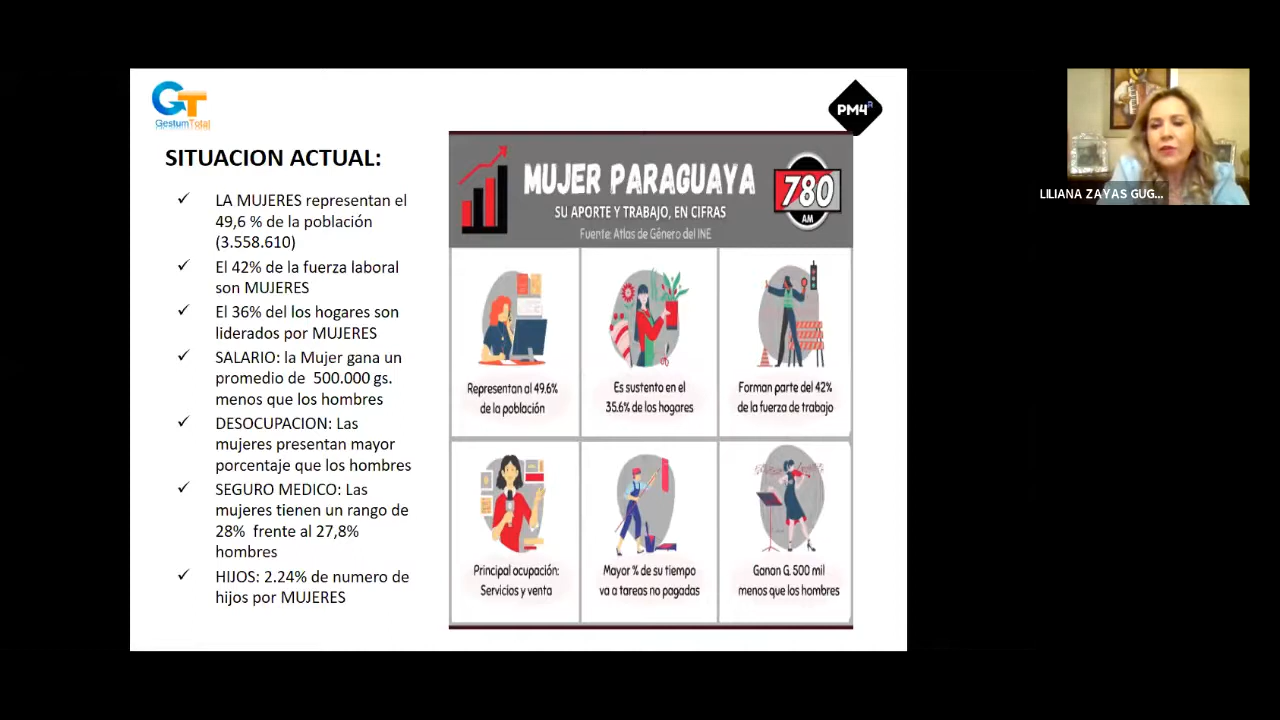 GT
GestumTotal
PM4R
SITUACION ACTUAL:
LA MUJERES representan el
49,6 % de la población
(3.558.610)
El 42% de la fuerza laboral
son MUJERES
El 36% del los hogares son
liderados por MUJERES
SALARIO: la Mujer gana un
promedio de 500.000 gs.
menos que los hombres
DESOCUPACION: Las
mujeres presentan mayor
porcentaje que los hombres
SEGURO MEDICO: Las
mujeres tienen un rango de
28% frente al 27,8%
hombres
HIJOS: 2.24% de numero de
hijos por MUJERES
MUJER PARAGUAYA
SU APORTE Y TRABAJO, EN CIFRAS
Fuente: Atlas de Género del INE
780
AM
Representan al 49.6%
de la población
Es sustento en el
35.6% de los hogares
Forman parte del 42%
de la fuerza de trabajo
Principal ocupación:
Servicios y venta
Mayor % de su tiempo
va a tareas no pagadas
Ganan G. 500 mil
menos que los hombres
LILIANA ZAYAS GUG...